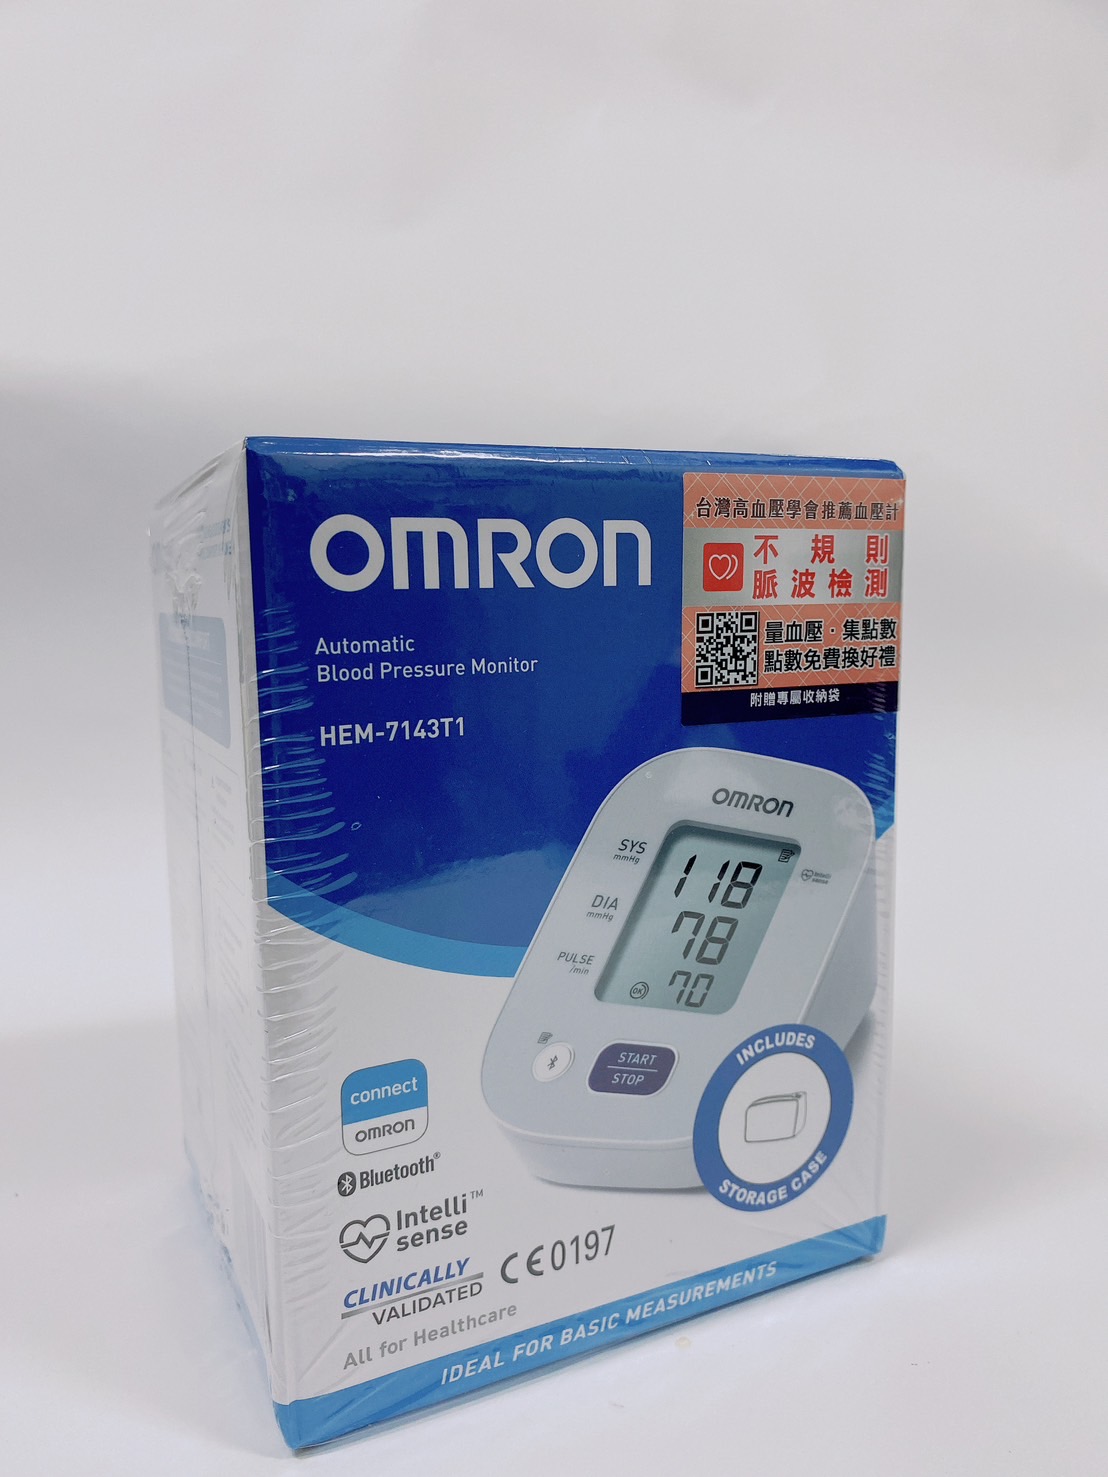 OMRON
Automatic
Blood Pressure Monitor
HEM-7143T1
台灣高血壓學會推薦血壓計
不規則
脈波檢測
量血壓·集點數
點數免費換好禮
附贈專屬收納袋
OMRON
SYS
mmHg
118
DIA
mmHg
78
PULSE
/min
OK
70
START
STOP
INCLUDES
STORAGE CASE
connect
OMRON
Bluetooth®
Intelli™
sense
CLINICALLY
VALIDATED
CE0197
All for Healthcare
IDEAL FOR BASIC MEASUREMENTS